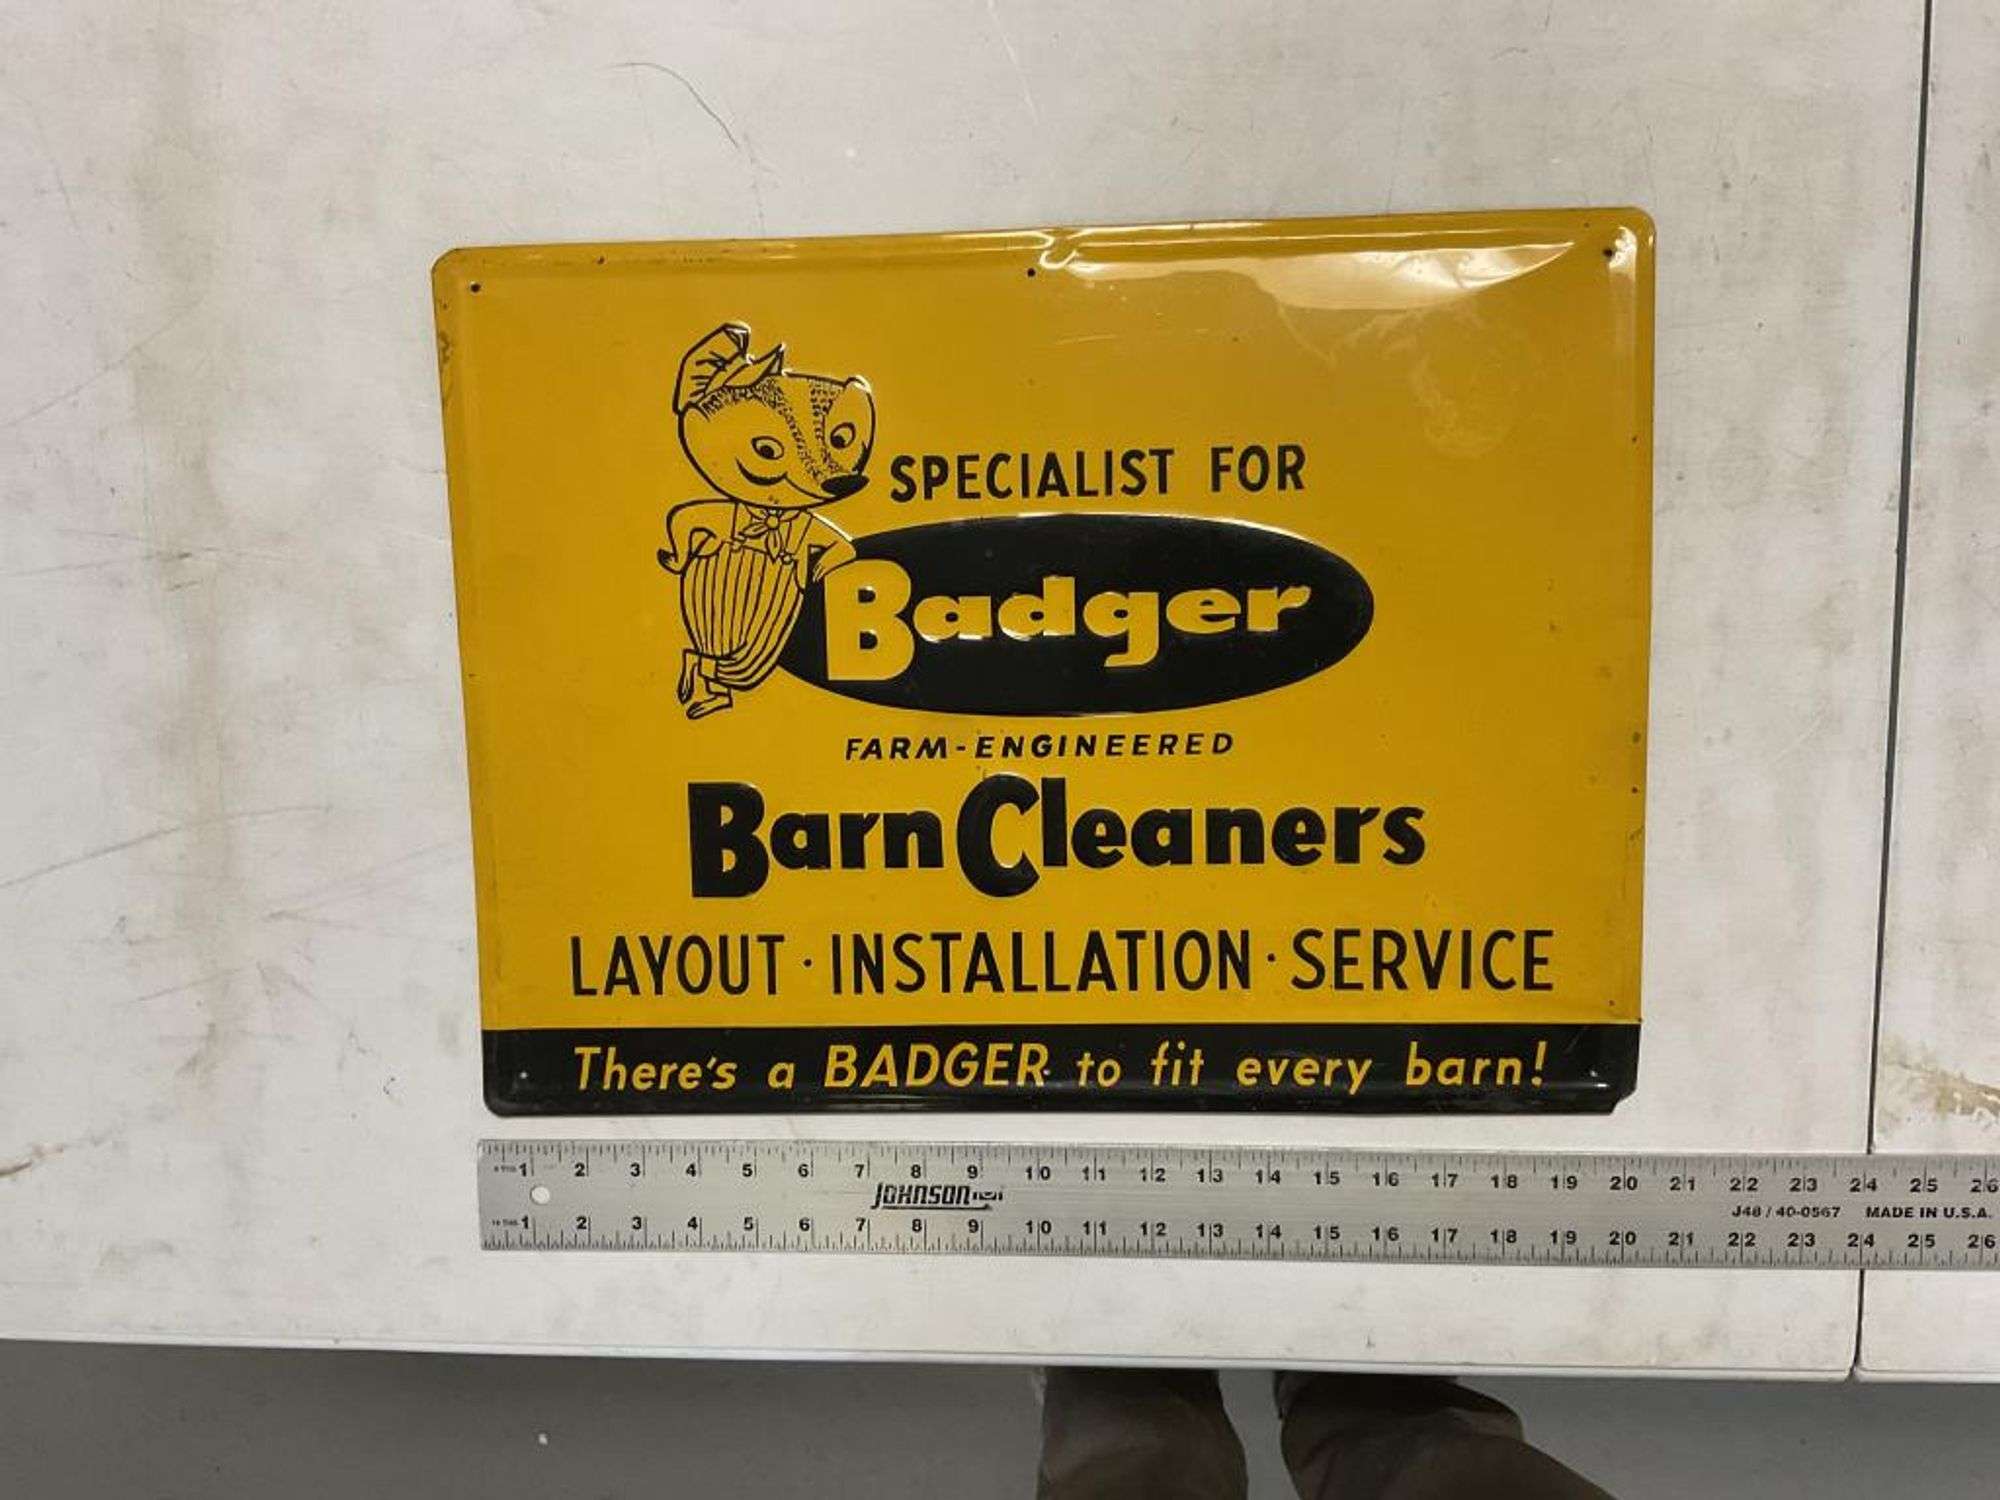 SPECIALIST FOR
Badger
FARM-ENGINEERED
Barn Cleaners
LAYOUT · INSTALLATION · SERVICE
There's a BADGER to fit every barn!
1 2 3 4 5 6 7 8 9 10 11 12 13 14 15 16 17 18 19 20 21 22 23 24 25 26
JOHNSON
J48 / 40-0567 MADE IN U.S.A.
1 2 3 4 5 6 7 8 9 10 11 12 13 14 15 16 17 18 19 20 21 22 23 24 25 26